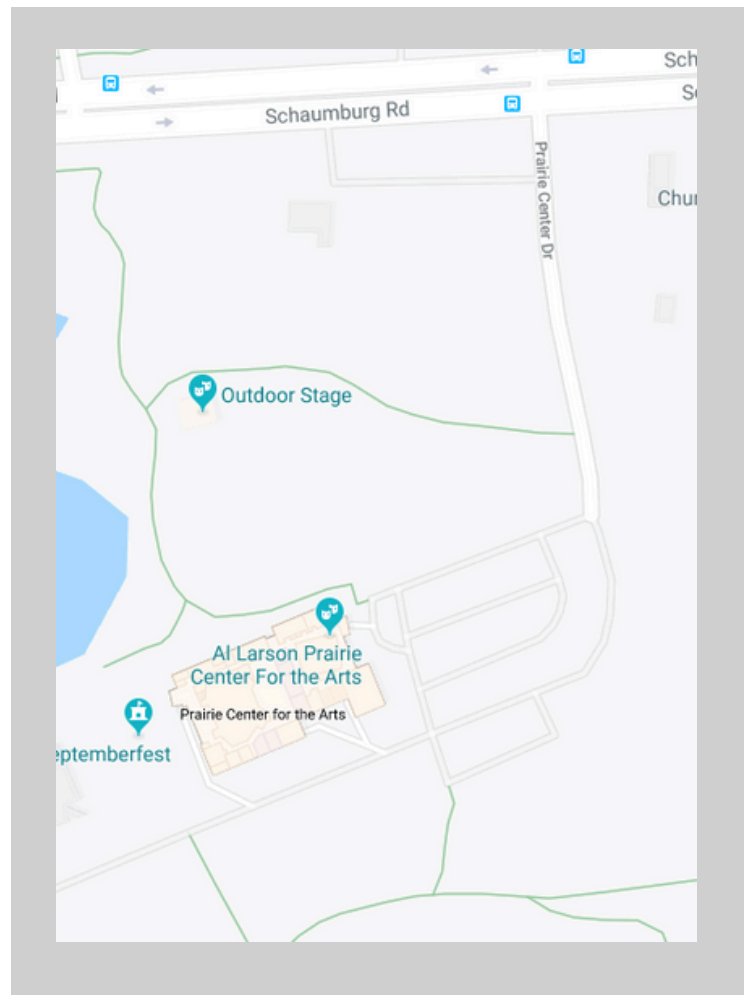 Sch
Schaumburg Rd
Prairie Center Dr
Chur
Outdoor Stage
Al Larson Prairie
Center For the Arts
Prairie Center for the Arts
eptemberfest